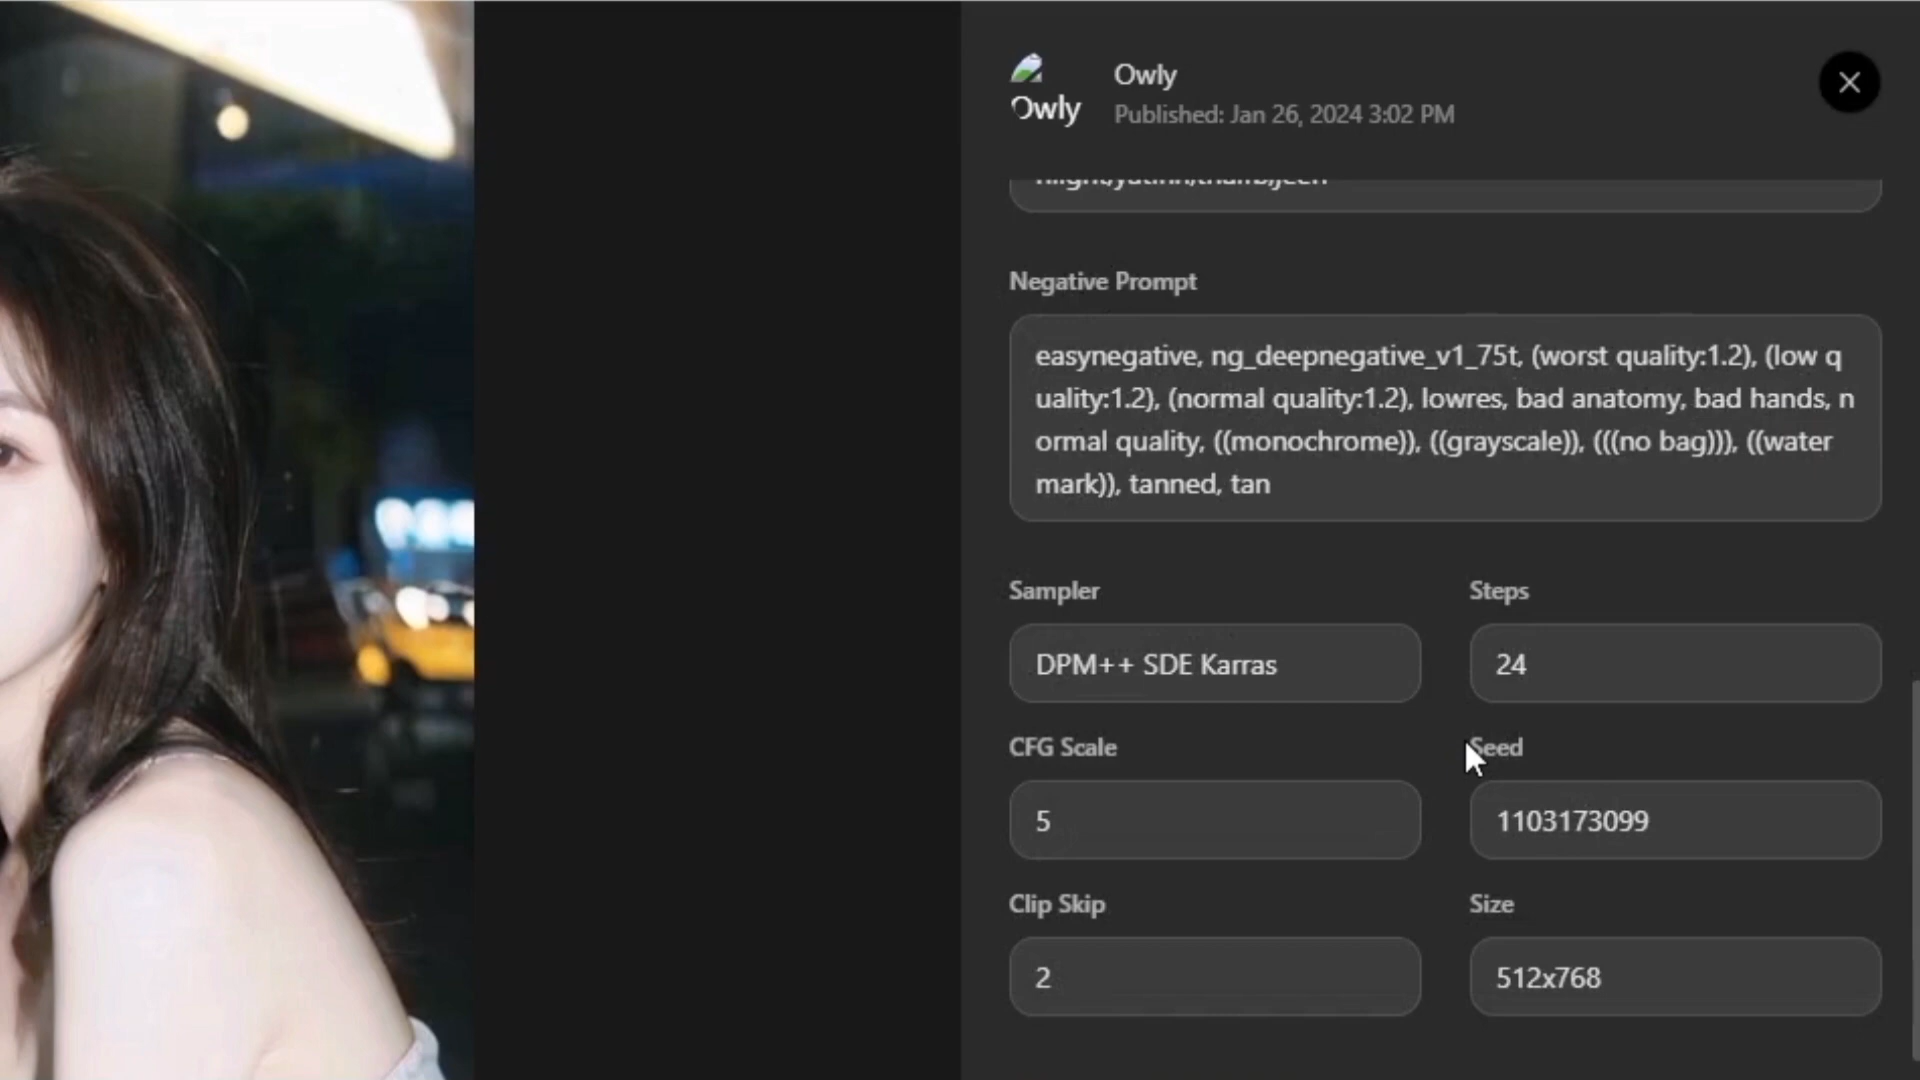 Owly
Owly
Published: Jan 26, 2024 3:02 PM
Negative Prompt
easynegative, ng_deepnegative_v1_75t, (worst quality:1.2), (low q
uality:1.2), (normal quality:1.2), lowres, bad anatomy, bad hands, n
ormal quality, ((monochrome)), ((grayscale)), (((no bag))), ((water
mark)), tanned, tan
Sampler
Steps
DPM++ SDE Karras
24
CFG Scale
Seed
5
1103173099
Clip Skip
Size
2
512x768